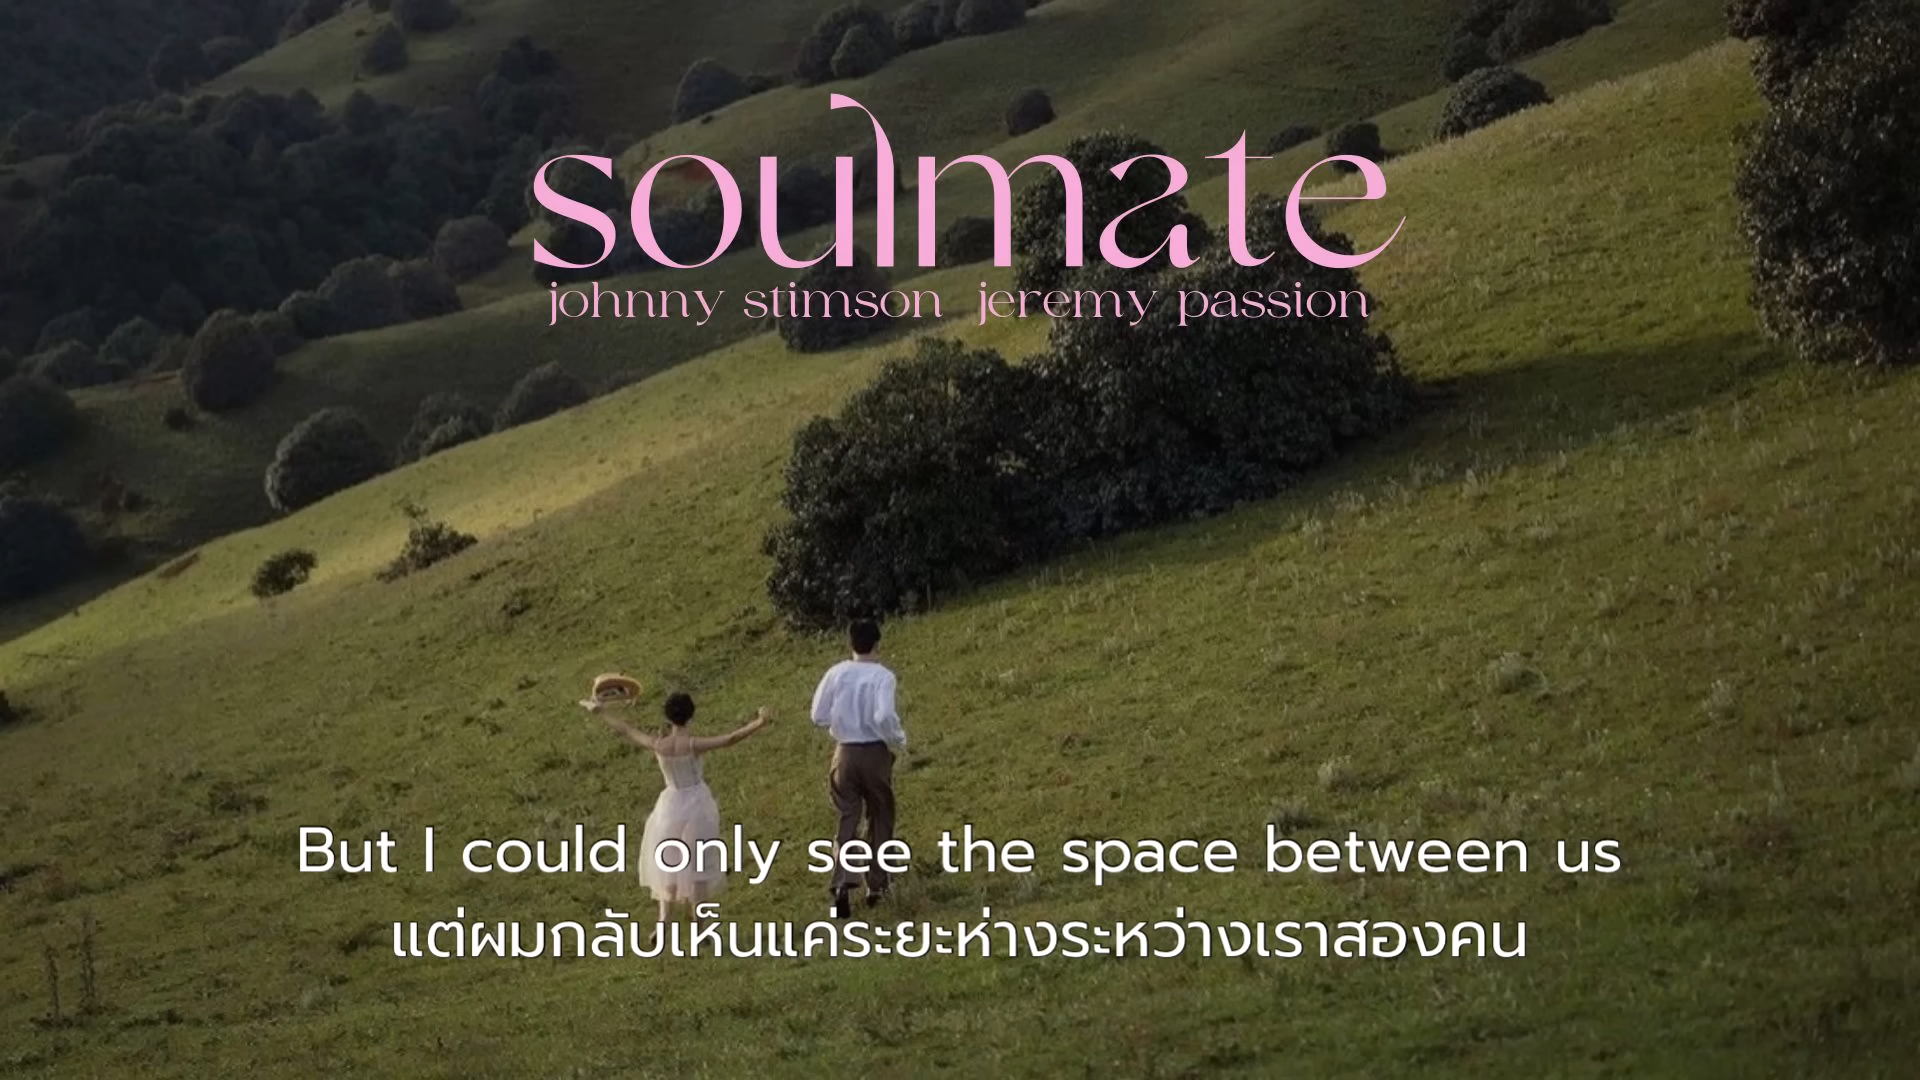 soulmate
johnny stimson jeremy passion
But I could only see the space between us
แต่ผมกลับเห็นแค่ระยะห่างระหว่างเราสองคน